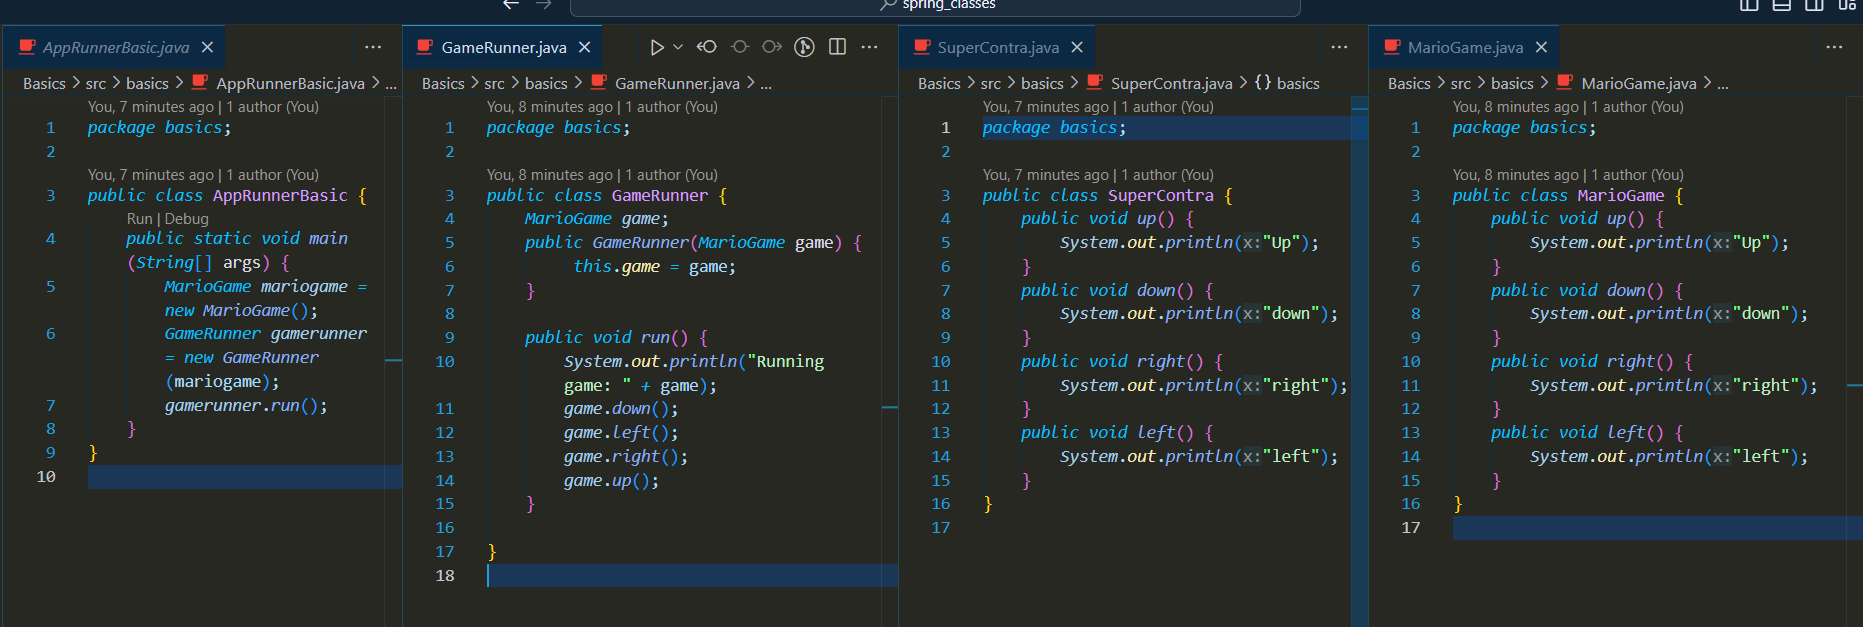 spring_classes
AppRunnerBasic.java
Basics > src > basics > AppRunnerBasic.java > ...
You, 7 minutes ago | 1 author (You)
1 package basics;
2
You, 7 minutes ago | 1 author (You)
3 public class AppRunnerBasic {
Run | Debug
4 public static void main
(String[] args) {
5 MarioGame mariogame =
new MarioGame();
6 GameRunner gamerunner
= new GameRunner
(mariogame);
7 gamerunner.run();
8 }
9 }
10
GameRunner.java
Basics > src > basics > GameRunner.java > ...
You, 8 minutes ago | 1 author (You)
1 package basics;
2
You, 8 minutes ago | 1 author (You)
3 public class GameRunner {
4 MarioGame game;
5 public GameRunner(MarioGame game) {
6 this.game = game;
7 }
8
9 public void run() {
10 System.out.println("Running
game: " + game);
11 game.down();
12 game.left();
13 game.right();
14 game.up();
15 }
16
17 }
18
SuperContra.java
Basics > src > basics > SuperContra.java > {} basics
You, 7 minutes ago | 1 author (You)
1 package basics;
2
You, 7 minutes ago | 1 author (You)
3 public class SuperContra {
4 public void up() {
5 System.out.println(x:"Up");
6 }
7 public void down() {
8 System.out.println(x:"down");
9 }
10 public void right() {
11 System.out.println(x:"right");
12 }
13 public void left() {
14 System.out.println(x:"left");
15 }
16 }
17
MarioGame.java
Basics > src > basics > MarioGame.java > ...
You, 8 minutes ago | 1 author (You)
1 package basics;
2
You, 8 minutes ago | 1 author (You)
3 public class MarioGame {
4 public void up() {
5 System.out.println(x:"Up");
6 }
7 public void down() {
8 System.out.println(x:"down");
9 }
10 public void right() {
11 System.out.println(x:"right");
12 }
13 public void left() {
14 System.out.println(x:"left");
15 }
16 }
17